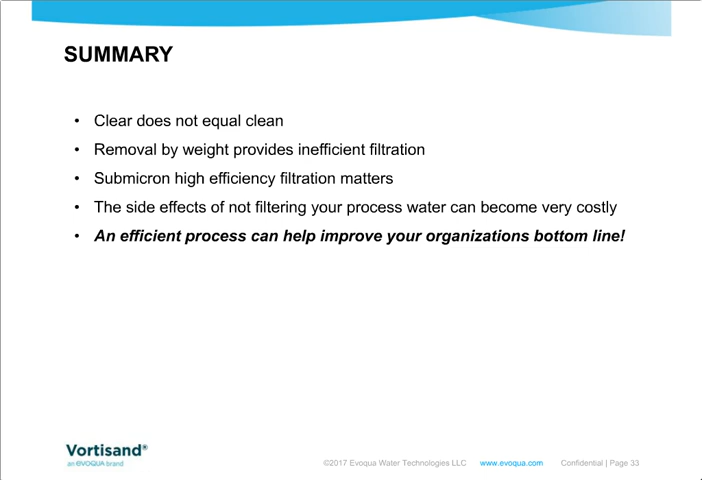 SUMMARY
• Clear does not equal clean
• Removal by weight provides inefficient filtration
• Submicron high efficiency filtration matters
• The side effects of not filtering your process water can become very costly
• An efficient process can help improve your organizations bottom line!
Vortisand®
an evoqua brand
©2017 Evoqua Water Technologies LLC www.evoqua.com Confidential | Page 33